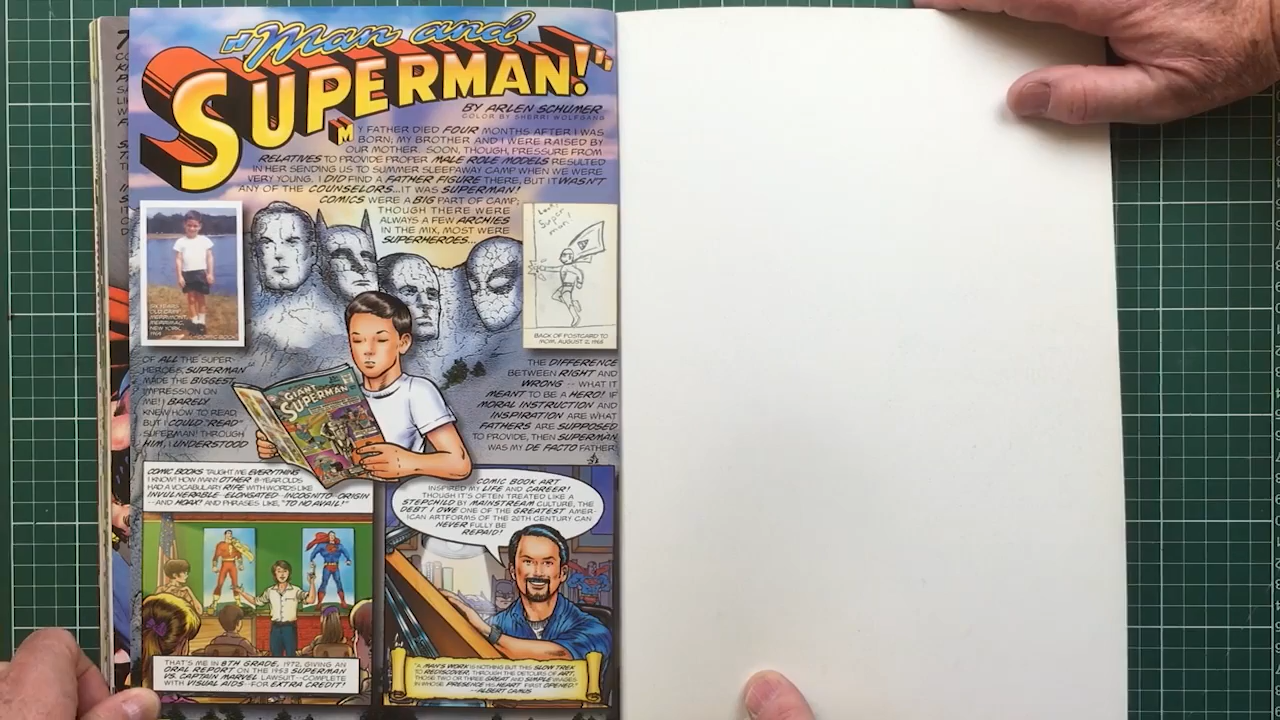 "Man and
SUPERMAN!"
BY ARLEN SCHUMER
COLOR BY SHERRI WOLFGANG
MY FATHER DIED FOUR MONTHS AFTER I WAS
BORN; MY BROTHER AND I WERE RAISED BY
OUR MOTHER. SOON, THOUGH, PRESSURE FROM
RELATIVES TO PROVIDE PROPER MALE ROLE MODELS RESULTED
IN HER SENDING US TO SUMMER SLEEPAWAY CAMP WHEN WE WERE
VERY YOUNG. I DID FIND A FATHER FIGURE THERE, BUT IT WASN'T
ANY OF THE COUNSELORS...IT WAS SUPERMAN!
COMICS WERE A BIG PART OF CAMP;
THOUGH THERE WERE
ALWAYS A FEW ARCHIES
IN THE MIX, MOST WERE
SUPERHEROES...
Look,
Super
man!
BACK OF POSTCARD TO
MOM, AUGUST 2, 1965
OF ALL THE SUPER-
HEROES, SUPERMAN
MADE THE BIGGEST
IMPRESSION ON
ME! I BARELY
KNEW HOW TO READ,
BUT I COULD "READ"
SUPERMAN! THROUGH
HIM, I UNDERSTOOD
THE DIFFERENCE
BETWEEN RIGHT AND
WRONG -- WHAT IT
MEANT TO BE A HERO! IF
MORAL INSTRUCTION AND
INSPIRATION ARE WHAT
FATHERS ARE SUPPOSED
TO PROVIDE, THEN SUPERMAN
WAS MY DE FACTO FATHER
GIANT
SUPERMAN
COMIC BOOKS TAUGHT ME EVERYTHING
I KNOW! HOW MANY OTHER 8-YEAR OLDS
HAD A VOCABULARY RIFE WITH WORDS LIKE
INVULNERABLE--ELONGATED--INCOGNITO--ORIGIN
--AND HOAX! AND PHRASES LIKE, "TO NO AVAIL!"
COMIC BOOK ART
INSPIRED MY LIFE AND CAREER!
THOUGH IT'S OFTEN TREATED LIKE A
STEPCHILD BY MAINSTREAM CULTURE, THE
DEBT I OWE ONE OF THE GREATEST AMER-
ICAN ARTFORMS OF THE 20TH CENTURY CAN
NEVER FULLY BE
REPAID!
THAT'S ME IN 8TH GRADE, 1972, GIVING AN
ORAL REPORT ON THE 1953 SUPERMAN
VS. CAPTAIN MARVEL LAWSUIT--COMPLETE
WITH VISUAL AIDS--FOR EXTRA CREDIT!
"A MAN'S WORK IS NOTHING BUT THIS SLOW TREK
TO REDISCOVER, THROUGH THE DETOURS OF ART,
THOSE TWO OR THREE GREAT AND SIMPLE IMAGES
IN WHOSE PRESENCE HIS HEART FIRST OPENED."
--ALBERT CAMUS